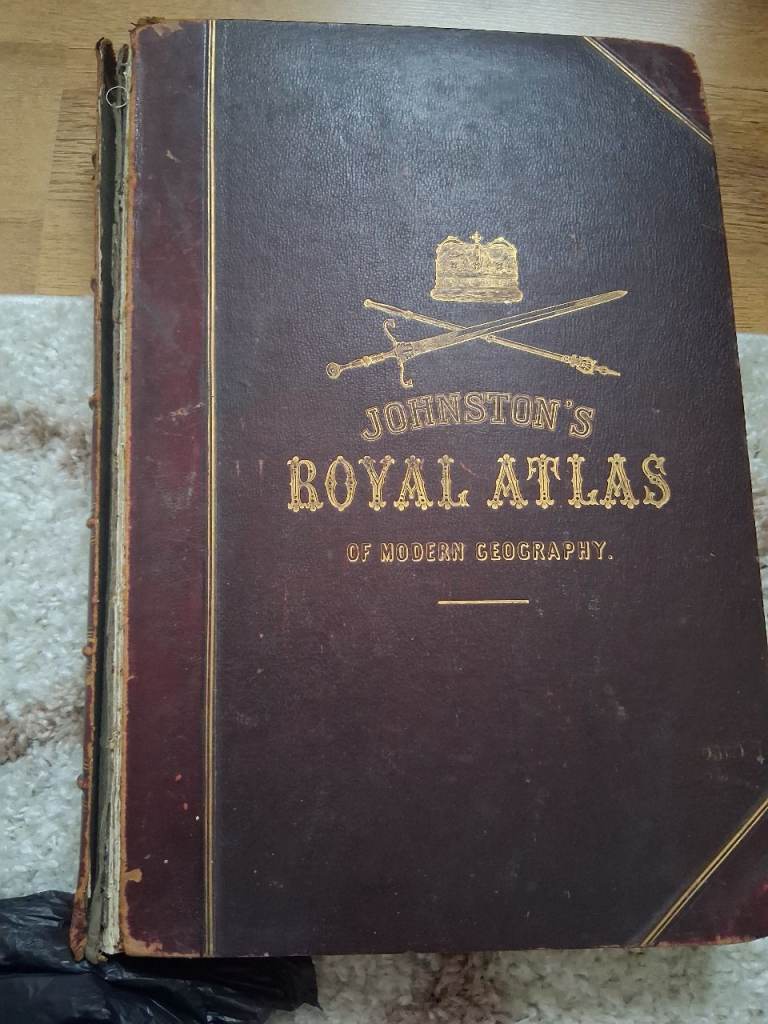 JOHNSTON'S
ROYAL ATLAS
OF MODERN GEOGRAPHY.